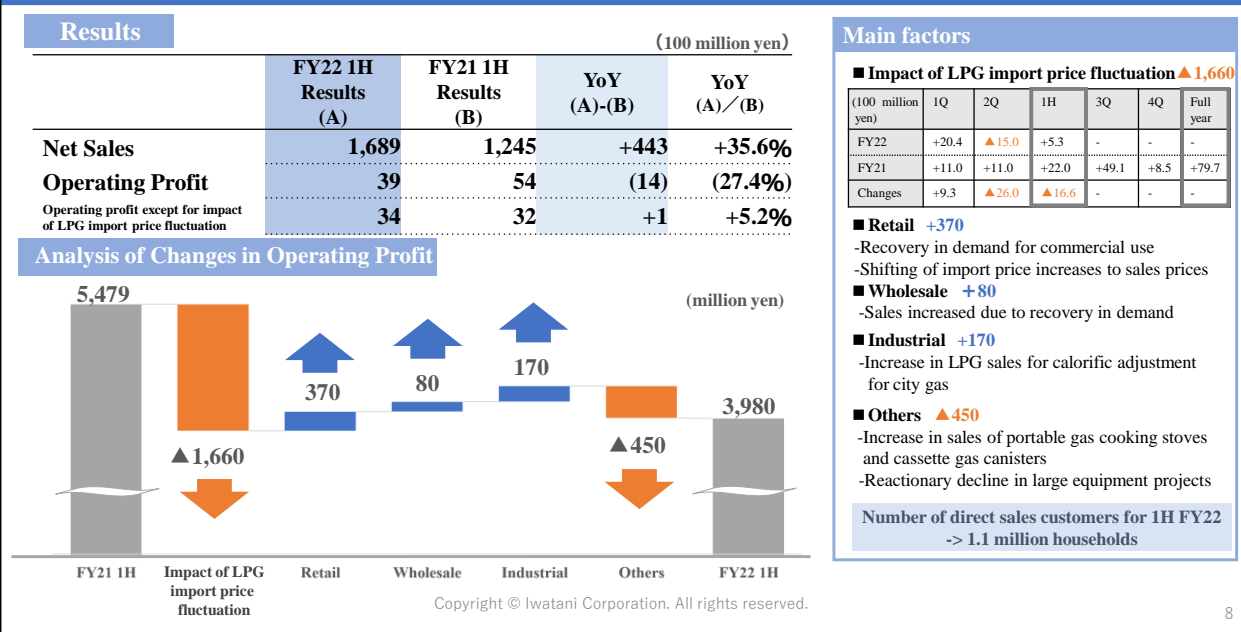 Results
(100 million yen)
FY22 1H Results (A) FY21 1H Results (B) YoY (A)-(B) YoY (A)／(B)
Net Sales 1,689 1,245 +443 +35.6%
Operating Profit 39 54 (14) (27.4%)
Operating profit except for impact of LPG import price fluctuation 34 32 +1 +5.2%
Analysis of Changes in Operating Profit
(million yen)
5,479
▲1,660
370
80
170
▲450
3,980
FY21 1H
Impact of LPG import price fluctuation
Retail
Wholesale
Industrial
Others
FY22 1H
Main factors
■ Impact of LPG import price fluctuation ▲1,660
(100 million yen) 1Q 2Q 1H 3Q 4Q Full year
FY22 +20.4 ▲15.0 +5.3 - - -
FY21 +11.0 +11.0 +22.0 +49.1 +8.5 +79.7
Changes +9.3 ▲26.0 ▲16.6 - - -
■ Retail +370
-Recovery in demand for commercial use
-Shifting of import price increases to sales prices
■ Wholesale ＋80
-Sales increased due to recovery in demand
■ Industrial +170
-Increase in LPG sales for calorific adjustment
for city gas
■ Others ▲450
-Increase in sales of portable gas cooking stoves
and cassette gas canisters
-Reactionary decline in large equipment projects
Number of direct sales customers for 1H FY22
-> 1.1 million households
Copyright © Iwatani Corporation. All rights reserved.
8